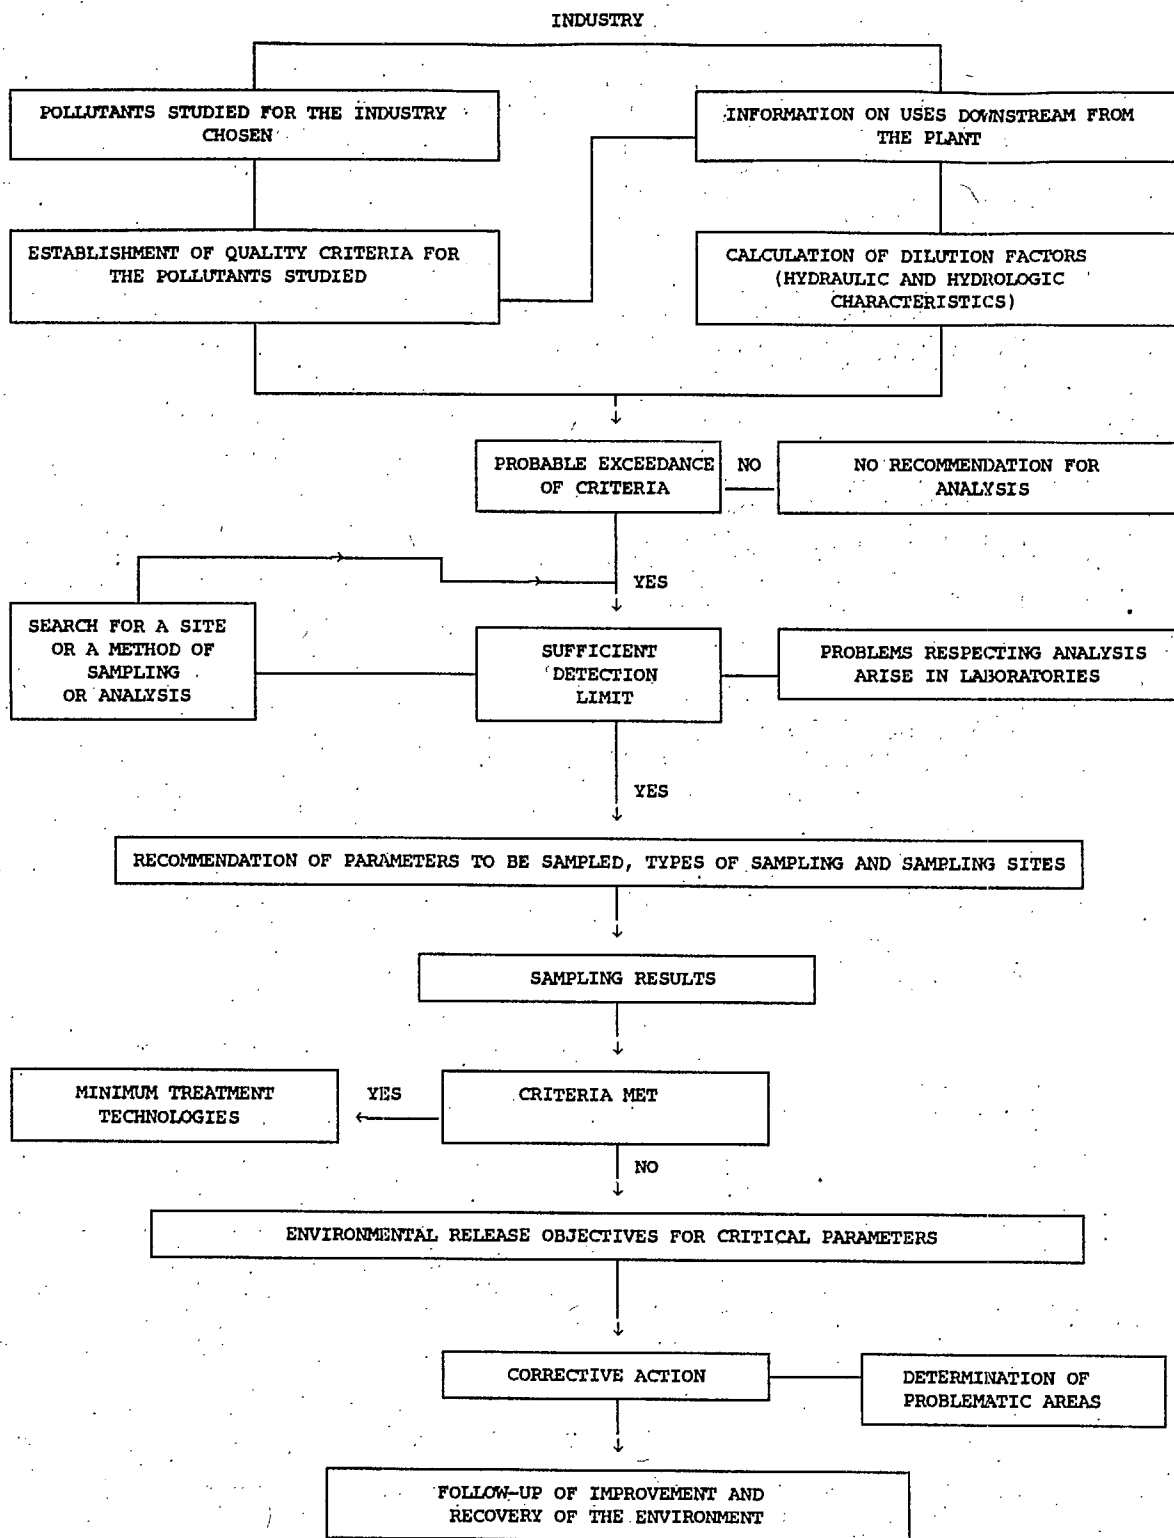 INDUSTRY
POLLUTANTS STUDIED FOR THE INDUSTRY
CHOSEN
INFORMATION ON USES DOWNSTREAM FROM
THE PLANT
ESTABLISHMENT OF QUALITY CRITERIA FOR
THE POLLUTANTS STUDIED
CALCULATION OF DILUTION FACTORS
(HYDRAULIC AND HYDROLOGIC
CHARACTERISTICS)
PROBABLE EXCEEDANCE
OF CRITERIA
NO
NO RECOMMENDATION FOR
ANALYSIS
YES
SEARCH FOR A SITE
OR A METHOD OF
SAMPLING
OR ANALYSIS
SUFFICIENT
DETECTION
LIMIT
PROBLEMS RESPECTING ANALYSIS
ARISE IN LABORATORIES
YES
RECOMMENDATION OF PARAMETERS TO BE SAMPLED, TYPES OF SAMPLING AND SAMPLING SITES
SAMPLING RESULTS
MINIMUM TREATMENT
TECHNOLOGIES
YES
CRITERIA MET
NO
ENVIRONMENTAL RELEASE OBJECTIVES FOR CRITICAL PARAMETERS
CORRECTIVE ACTION
DETERMINATION OF
PROBLEMATIC AREAS
FOLLOW-UP OF IMPROVEMENT AND
RECOVERY OF THE ENVIRONMENT